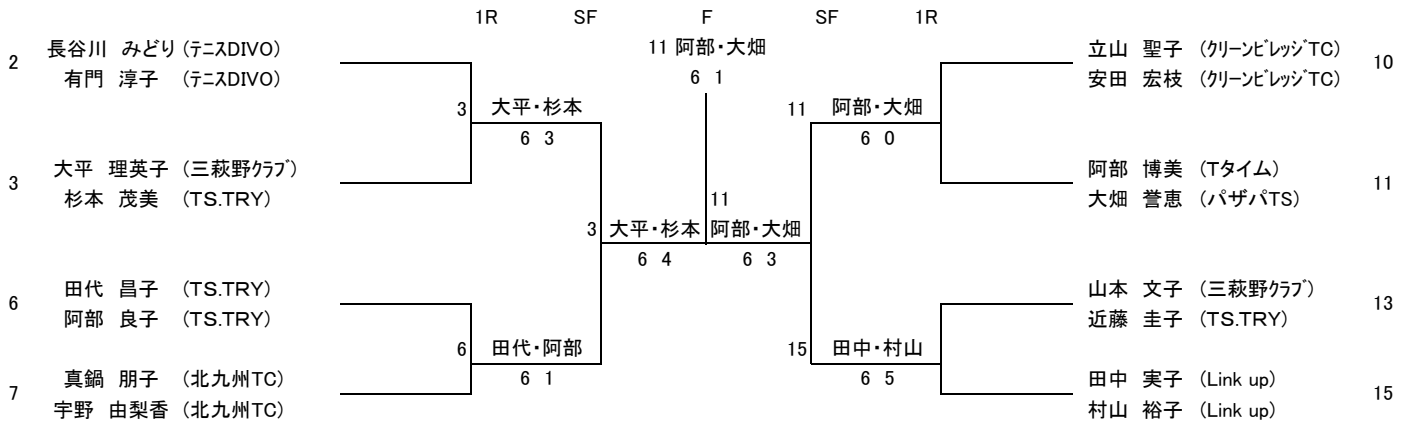 1R SF F SF 1R
11 阿部・大畑
6 1
2 長谷川 みどり (テニスDIVO)
有門 淳子 (テニスDIVO)
3 大平・杉本
6 3
3 大平 理英子 (三萩野クラブ)
杉本 茂美 (TS.TRY)
3 大平・杉本
6 4
6 田代 昌子 (TS.TRY)
阿部 良子 (TS.TRY)
6 田代・阿部
6 1
7 真鍋 朋子 (北九州TC)
宇野 由梨香 (北九州TC)
立山 聖子 (クリーンビレッジTC) 10
安田 宏枝 (クリーンビレッジTC)
11 阿部・大畑
6 0
阿部 博美 (Tタイム) 11
大畑 誉恵 (パザパTS)
11
阿部・大畑
6 3
山本 文子 (三萩野クラブ) 13
近藤 圭子 (TS.TRY)
15 田中・村山
6 5
田中 実子 (Link up) 15
村山 裕子 (Link up)